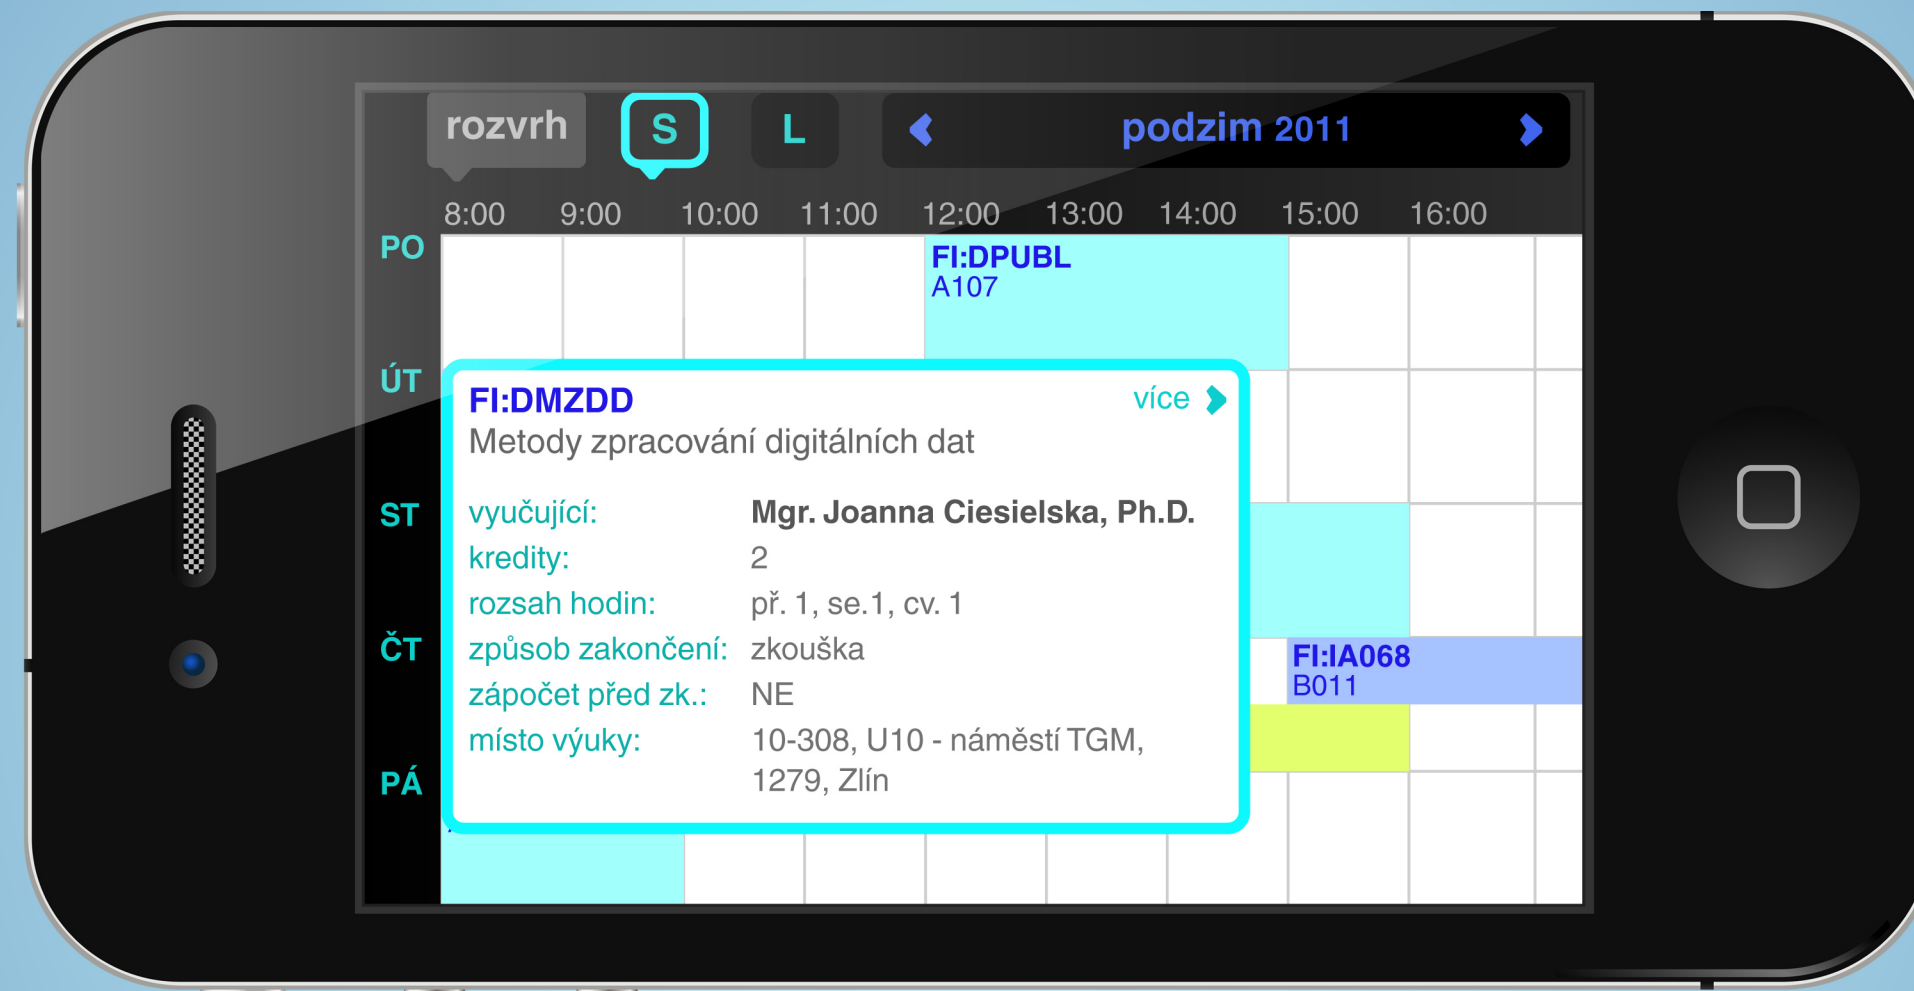 rozvrh S L podzim 2011
8:00 9:00 10:00 11:00 12:00 13:00 14:00 15:00 16:00
PO
FI:DPUBL
A107
ÚT
FI:DMZDD
více
Metody zpracování digitálních dat
ST
vyučující: Mgr. Joanna Ciesielska, Ph.D.
kredity: 2
rozsah hodin: př. 1, se.1, cv. 1
ČT
způsob zakončení: zkouška
FI:IA068
B011
zápočet před zk.: NE
místo výuky: 10-308, U10 - náměstí TGM,
1279, Zlín
PÁ